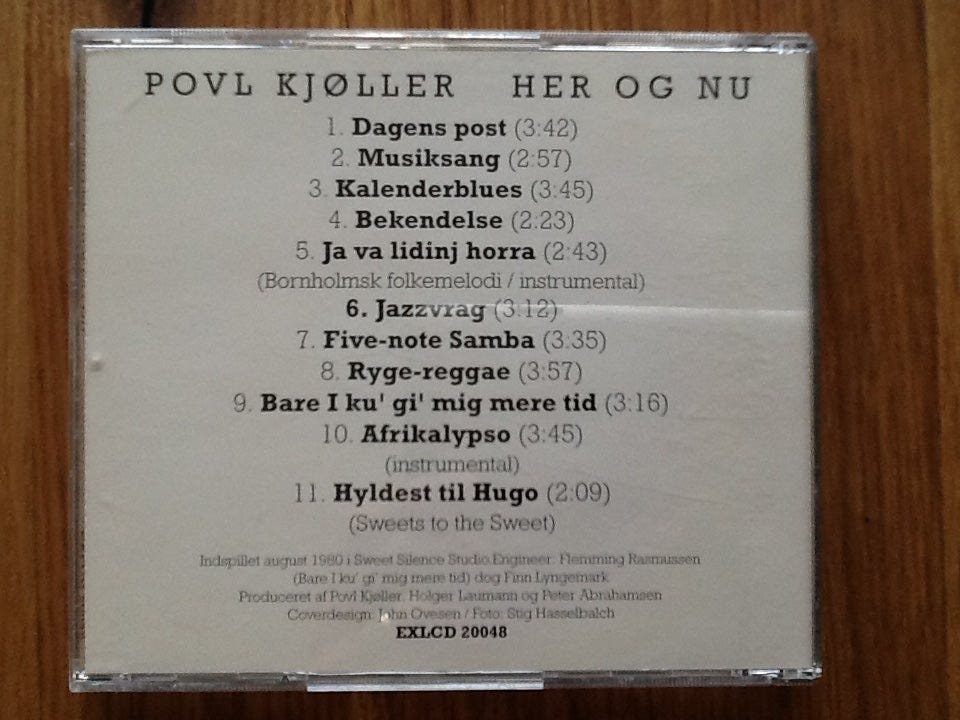 POVL KJØLLER HER OG NU
1. Dagens post (3:42)
2. Musiksang (2:57)
3. Kalenderblues (3:45)
4. Bekendelse (2:23)
5. Ja va lidinj horra (2:43)
(Bornholmsk folkemelodi / instrumental)
6. Jazzvrag (3:12)
7. Five-note Samba (3:35)
8. Ryge-reggae (3:57)
9. Bare I ku' gi' mig mere tid (3:16)
10. Afrikalypso (3:45)
(instrumental)
11. Hyldest til Hugo (2:09)
(Sweets to the Sweet)
Indspillet august 1980 i Sweet Silence Studio. Engineer: Flemming Rasmussen
(Bare I ku' gi' mig mere tid) dog Finn Lyngemark
Produceret af Povl Kjøller. Holger Laumann og Peter Abrahamsen
Coverdesign: John Ovesen / Foto: Stig Hasselbalch
EXLCD 20048